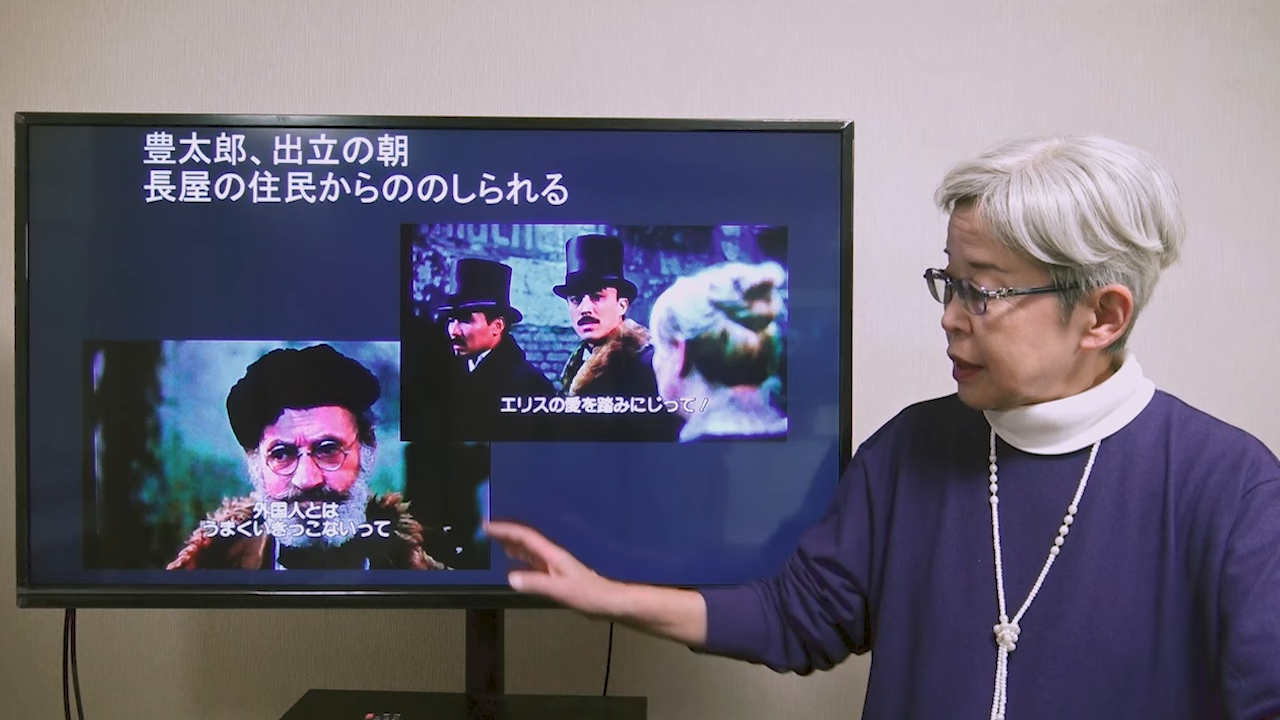 豊太郎、出立の朝
長屋の住民からののしられる
エリスの愛を踏みにじって!
外国人とは
うまくいきっこないって